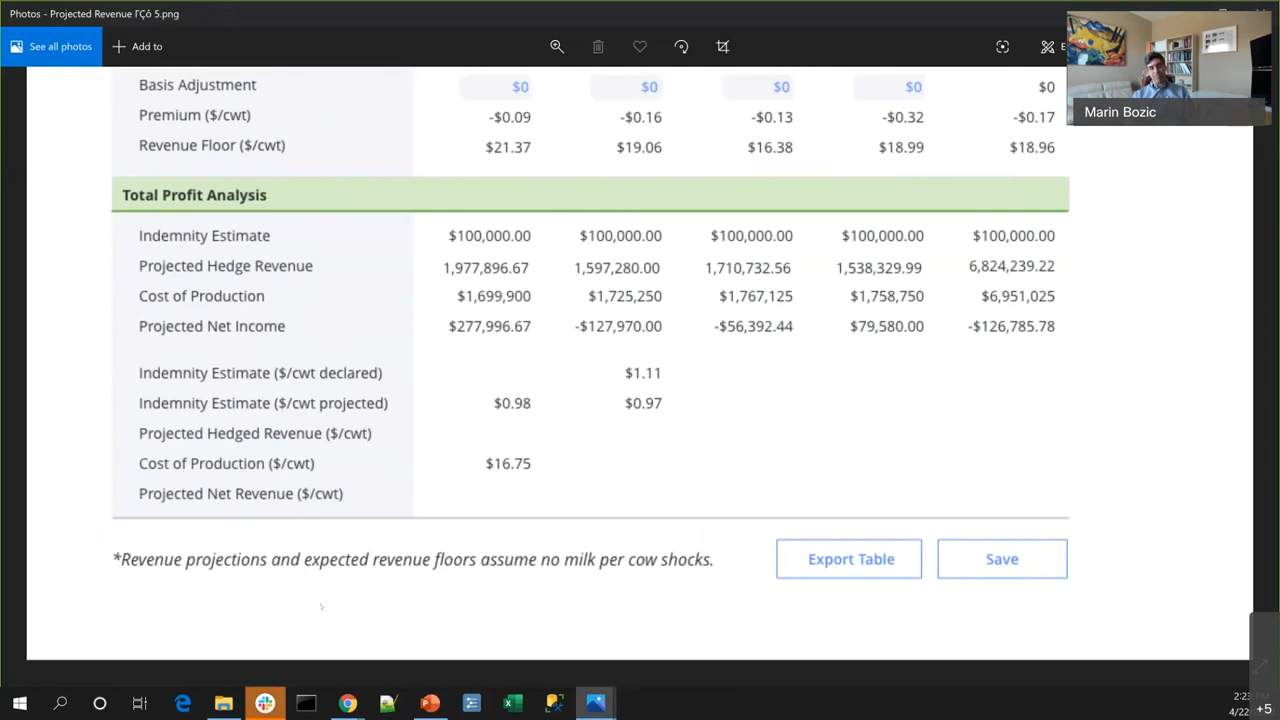 Photos - Projected Revenue ΓÇô 5.png
See all photos
Add to
Marin Bozic
Basis Adjustment $0 $0 $0 $0 $0
Premium ($/cwt) -$0.09 -$0.16 -$0.13 -$0.32 -$0.17
Revenue Floor ($/cwt) $21.37 $19.06 $16.38 $18.99 $18.96
Total Profit Analysis
Indemnity Estimate $100,000.00 $100,000.00 $100,000.00 $100,000.00 $100,000.00
Projected Hedge Revenue 1,977,896.67 1,597,280.00 1,710,732.56 1,538,329.99 6,824,239.22
Cost of Production $1,699,900 $1,725,250 $1,767,125 $1,758,750 $6,951,025
Projected Net Income $277,996.67 -$127,970.00 -$56,392.44 $79,580.00 -$126,785.78
Indemnity Estimate ($/cwt declared) $1.11
Indemnity Estimate ($/cwt projected) $0.98 $0.97
Projected Hedged Revenue ($/cwt)
Cost of Production ($/cwt) $16.75
Projected Net Revenue ($/cwt)
*Revenue projections and expected revenue floors assume no milk per cow shocks.
Export Table
Save
2:23
4/22
+5